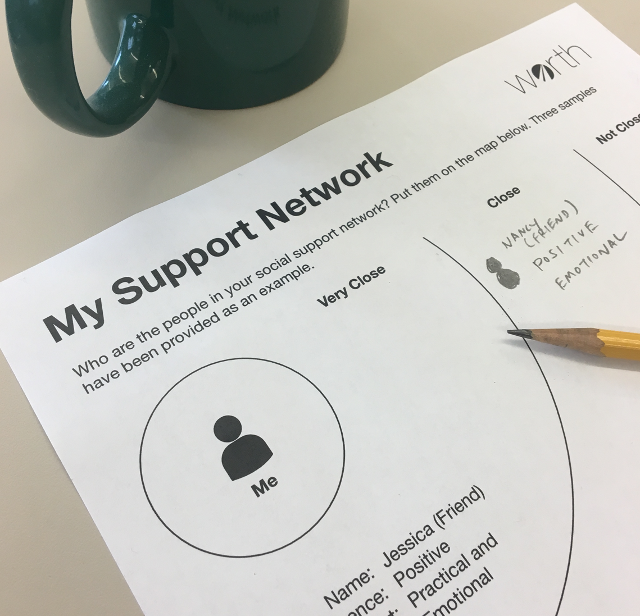 worth
My Support Network
Who are the people in your social support network? Put them on the map below. Three samples
have been provided as an example.
Very Close
Close
Not Close
NANCY
(FRIEND)
POSITIVE
EMOTIONAL
Me
Name: Jessica (Friend)
ence: Positive
t: Practical and
motional